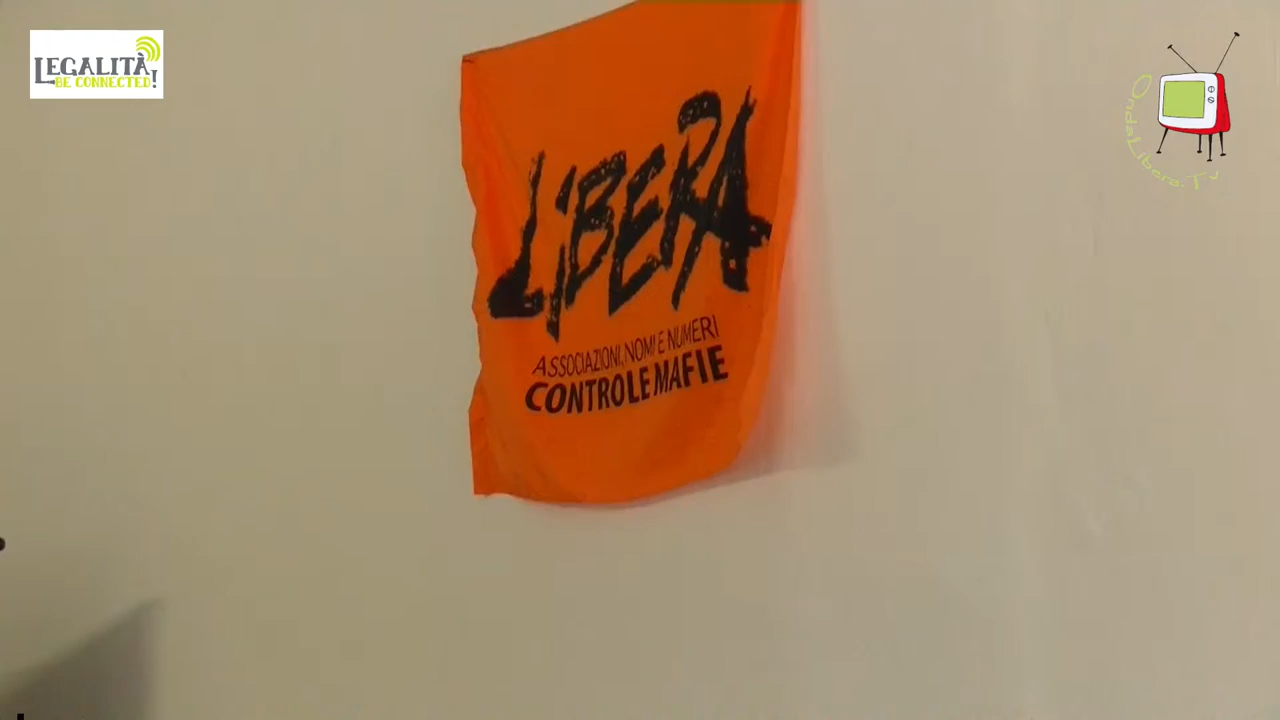 LEGALITÀ!
BE CONNECTED
OndaLibera.Tv
LIBERA
ASSOCIAZIONI, NOMI E NUMERI
CONTRO LE MAFIE